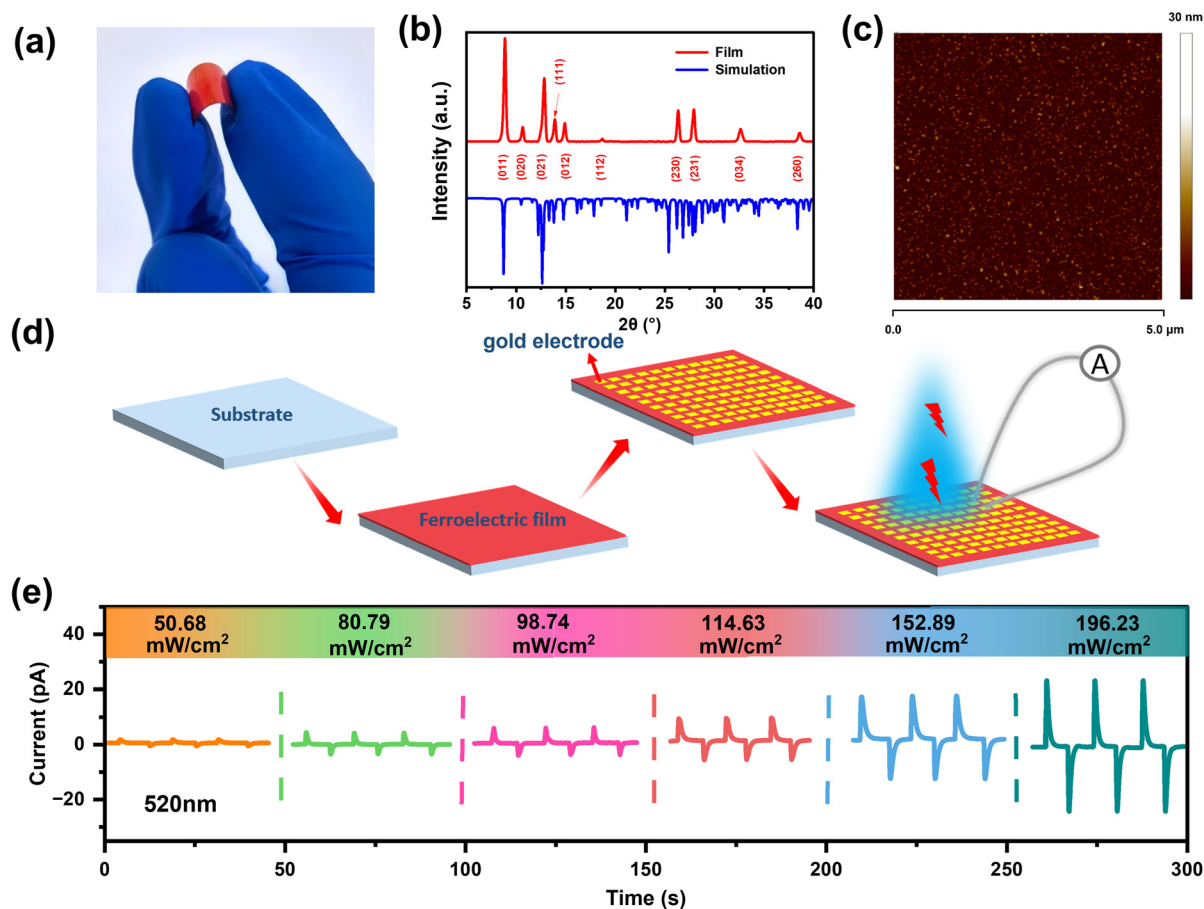 (a)
(b)
Film
Simulation
(111)
(011)
(020)
(021)
(012)
(112)
(230)
(231)
(034)
(260)
Intensity (a.u.)
5 10 15 20 25 30 35 40
2θ (°)
(c)
30 nm
0.0 5.0 µm
(d)
Substrate
Ferroelectric film
gold electrode
A
(e)
50.68
mW/cm²
80.79
mW/cm²
98.74
mW/cm²
114.63
mW/cm²
152.89
mW/cm²
196.23
mW/cm²
40
20
0
−20
Current (pA)
520nm
0 50 100 150 200 250 300
Time (s)